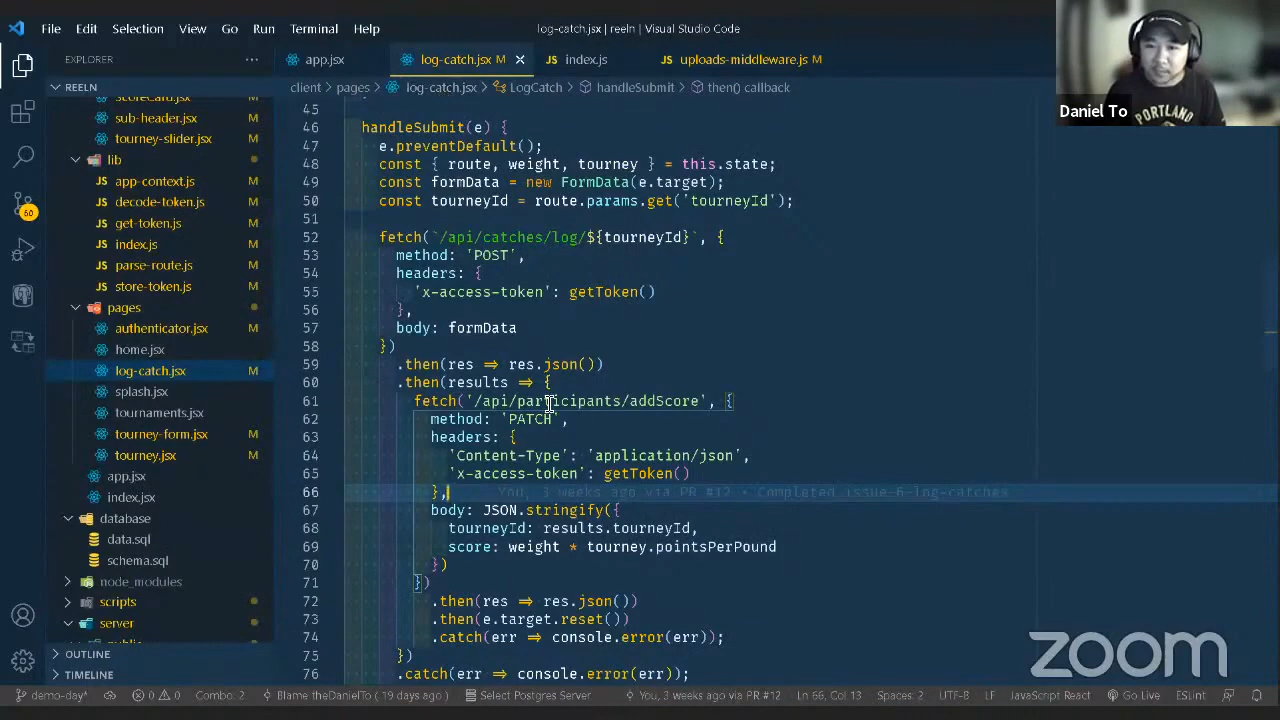 File Edit Selection View Go Run Terminal Help
log-catch.jsx | reeln | Visual Studio Code
EXPLORER
app.jsx
log-catch.jsx M
index.js
uploads-middleware.js M
REELN
client > pages > log-catch.jsx > LogCatch > handleSubmit > then() callback
Daniel To
PORTLAND
scoreCard.jsx
sub-header.jsx M
tourney-slider.jsx M
lib
app-context.js M
decode-token.js M
get-token.js M
index.js M
parse-route.js M
store-token.js M
pages
authenticator.jsx M
home.jsx
log-catch.jsx M
splash.jsx
tournaments.jsx
tourney-form.jsx M
tourney.jsx M
app.jsx
index.jsx
database
data.sql
schema.sql
node_modules
scripts
server
public
OUTLINE
TIMELINE
60
45
46 handleSubmit(e) {
47 e.preventDefault();
48 const { route, weight, tourney } = this.state;
49 const formData = new FormData(e.target);
50 const tourneyId = route.params.get('tourneyId');
51
52 fetch(`/api/catches/log/${tourneyId}`, {
53 method: 'POST',
54 headers: {
55 'x-access-token': getToken()
56 },
57 body: formData
58 })
59 .then(res => res.json())
60 .then(results => {
61 fetch('/api/participants/addScore', {
62 method: 'PATCH',
63 headers: {
64 'Content-Type': 'application/json',
65 'x-access-token': getToken()
66 }, You, 3 weeks ago via PR #12 • Completed issue-6-log-catches
67 body: JSON.stringify({
68 tourneyId: results.tourneyId,
69 score: weight * tourney.pointsPerPound
70 })
71 })
72 .then(res => res.json())
73 .then(e.target.reset())
74 .catch(err => console.error(err));
75 })
76 .catch(err => console.error(err));
zoom
demo-day* 0 0 Combo: 2 Blame theDanielTo ( 19 days ago ) Select Postgres Server You, 3 weeks ago via PR #12 Ln 66, Col 13 Spaces: 2 UTF-8 LF JavaScript React Go Live ESLint